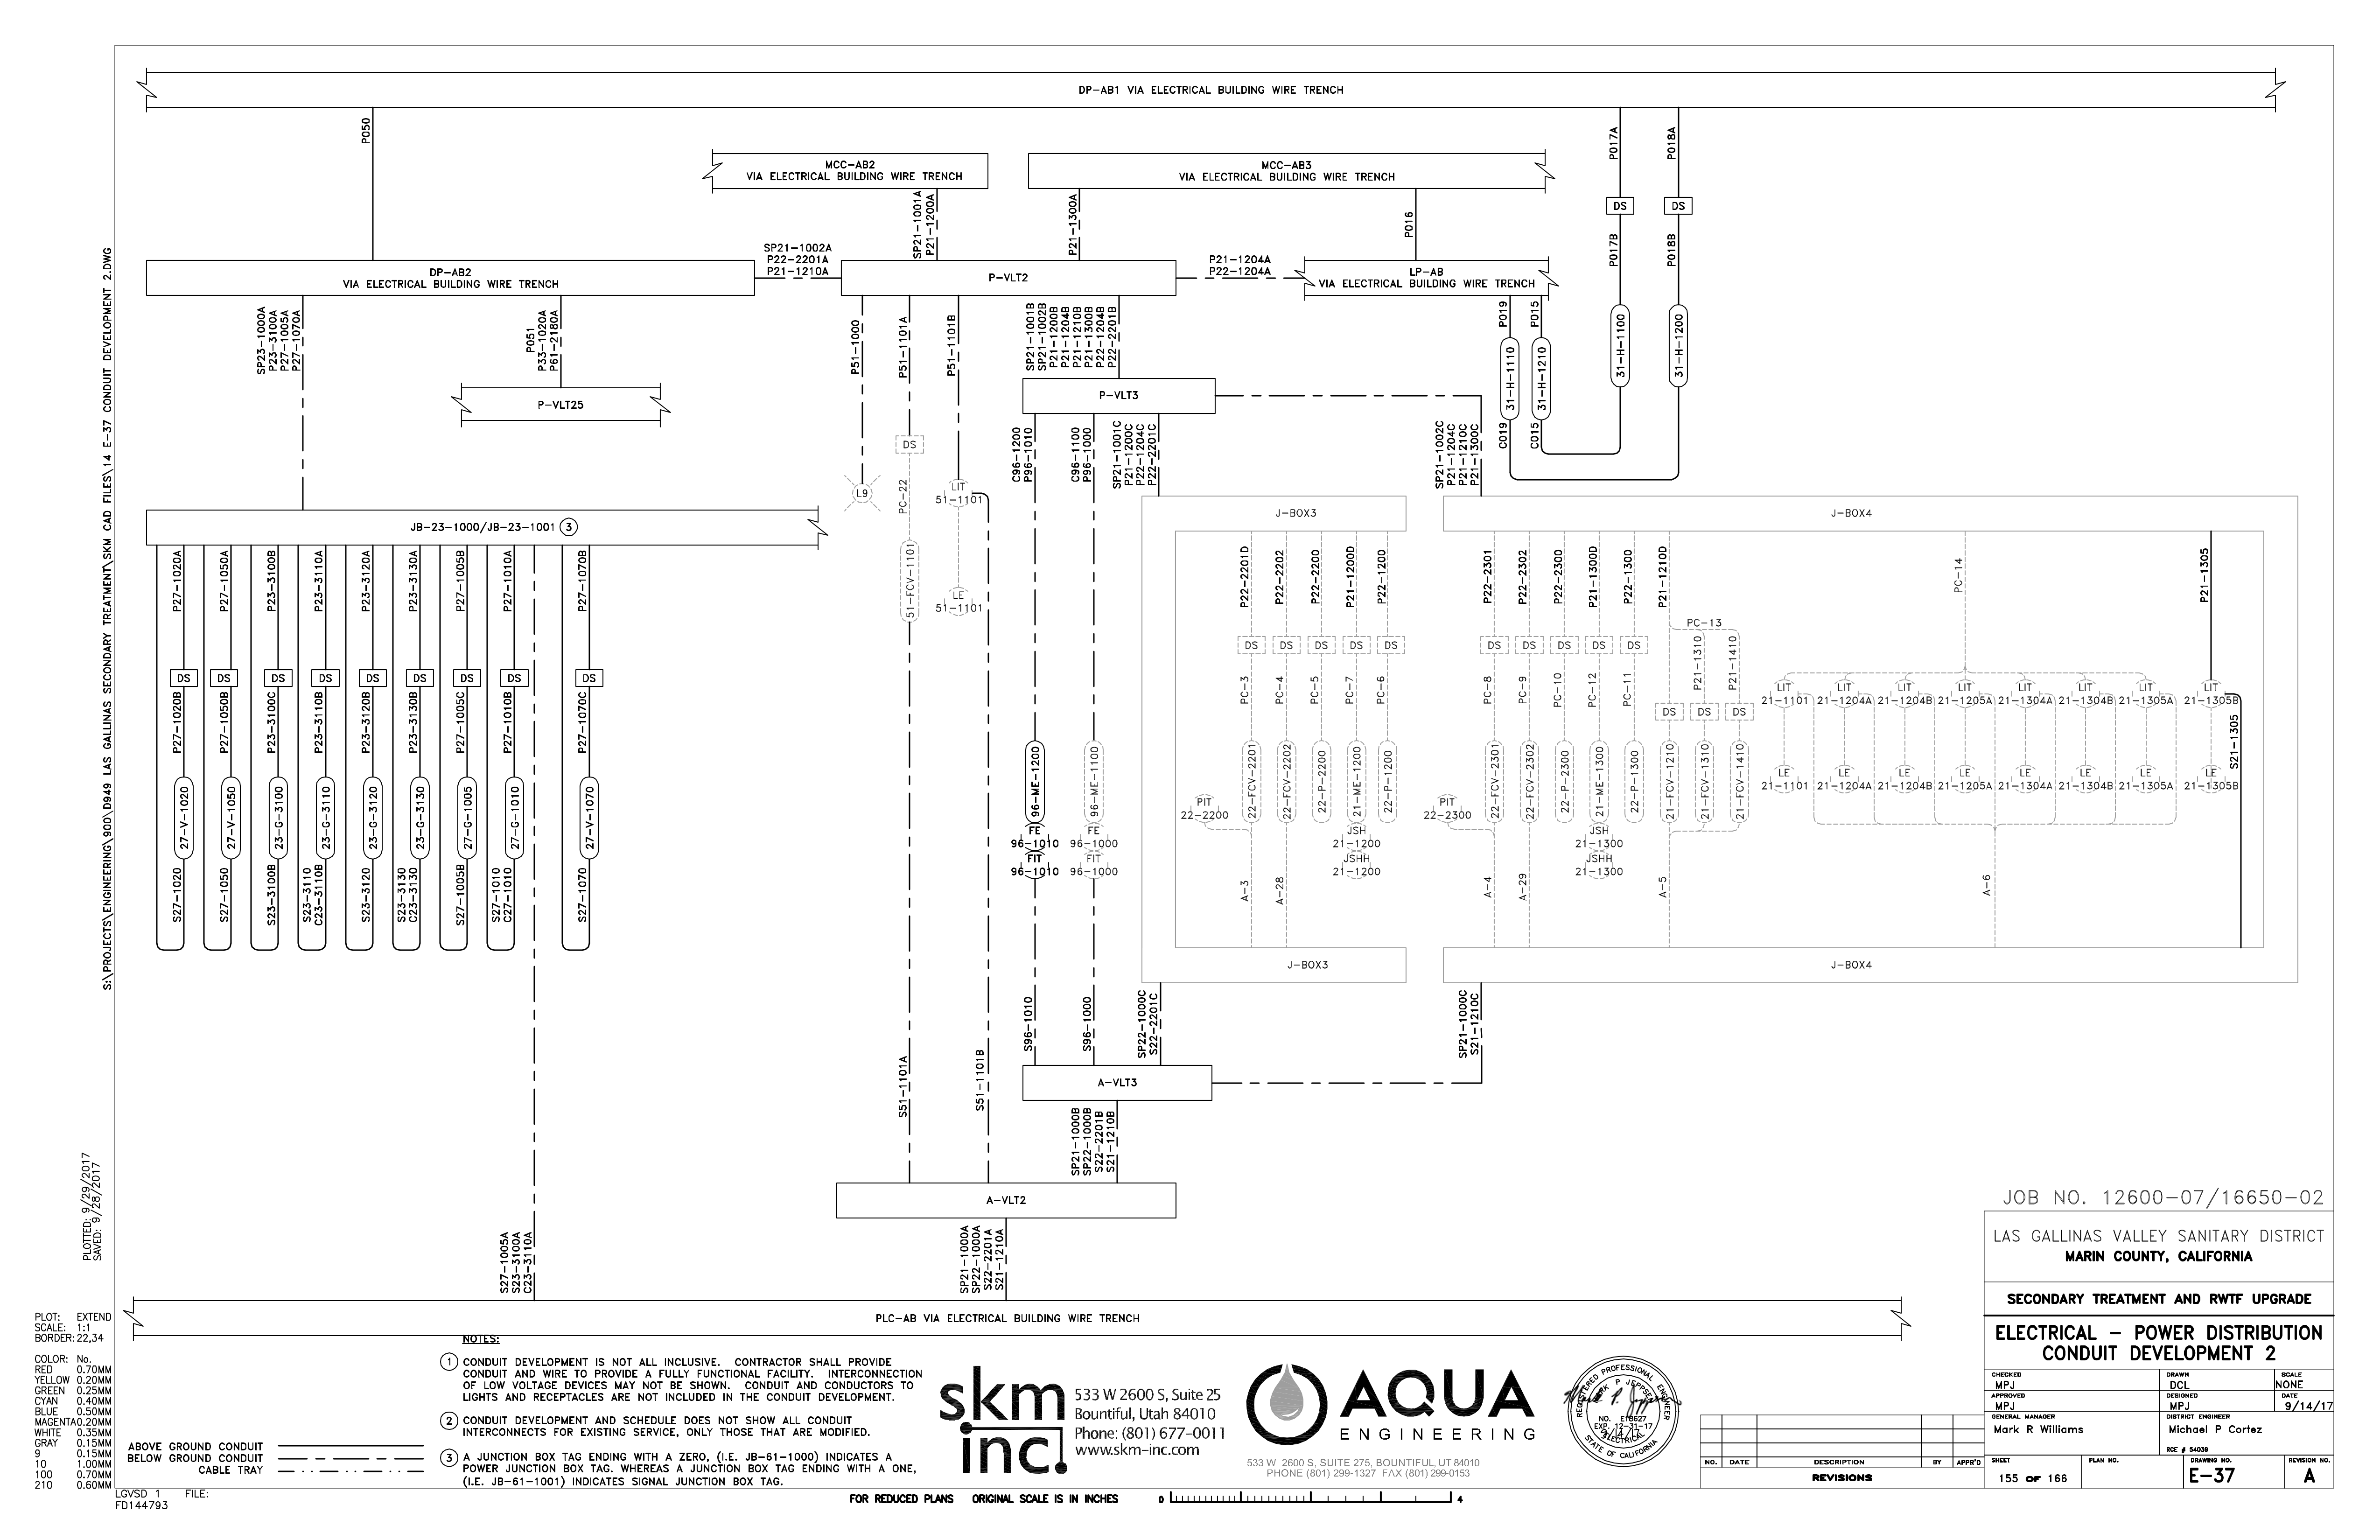 DP-AB1 VIA ELECTRICAL BUILDING WIRE TRENCH
P050
P017A
P018A
MCC-AB2
VIA ELECTRICAL BUILDING WIRE TRENCH
MCC-AB3
VIA ELECTRICAL BUILDING WIRE TRENCH
SP21-1001A
P21-1200A
P21-1300A
P016
DS
DS
P017B
P018B
DP-AB2
VIA ELECTRICAL BUILDING WIRE TRENCH
SP21-1002A
P22-2201A
P21-1210A
P-VLT2
P21-1204A
P22-1204A
LP-AB
VIA ELECTRICAL BUILDING WIRE TRENCH
SP23-1000A
P23-3100A
P27-1005A
P27-1070A
P051
P33-1020A
P61-2180A
P-VLT25
P51-1000
P51-1101A
P51-1101B
SP21-1001B
SP21-1002B
P21-1200B
P21-1204B
P21-1210B
P21-1300B
P22-1204B
P22-2201B
P019
P015
31-H-1110
31-H-1210
31-H-1100
31-H-1200
C019
C015
P-VLT3
C96-1200
P96-1010
C96-1100
P96-1000
SP21-1001C
P21-1200C
P22-1204C
P22-2201C
SP21-1002C
P21-1204C
P21-1210C
P21-1300C
L9
DS
PC-22
51-FCV-1101
LIT
51-1101
LE
51-1101
JB-23-1000/JB-23-1001 3
P27-1020A
P27-1050A
P23-3100B
P23-3110A
P23-3120A
P23-3130A
P27-1005B
P27-1010A
P27-1070B
DS DS DS DS DS DS DS DS DS
P27-1020B
P27-1050B
P23-3100C
P23-3110B
P23-3120B
P23-3130B
P27-1005C
P27-1010B
P27-1070C
27-V-1020
27-V-1050
23-G-3100
23-G-3110
23-G-3120
23-G-3130
27-G-1005
27-G-1010
27-V-1070
S27-1020
S27-1050
S23-3100B
S23-3110
C23-3110B
S23-3120
S23-3130
C23-3130
S27-1005B
S27-1010
C27-1010
S27-1070
96-ME-1200
FE
96-1010
FIT
96-1010
96-ME-1100
FE
96-1000
FIT
96-1000
J-BOX3
P22-2201D
P22-2202
P22-2200
P21-1200D
P22-1200
DS DS DS DS DS
PC-3
PC-4
PC-5
PC-7
PC-6
22-FCV-2201
22-FCV-2202
22-P-2200
21-ME-1200
22-P-1200
PIT
22-2200
JSH
21-1200
JSHH
21-1200
A-3
A-28
J-BOX3
J-BOX4
P22-2301
P22-2302
P22-2300
P21-1300D
P22-1300
P21-1210D
PC-13
P21-1310
P21-1410
PC-14
P21-1305
DS DS DS DS DS
DS DS DS
PC-8
PC-9
PC-10
PC-12
PC-11
22-FCV-2301
22-FCV-2302
22-P-2300
21-ME-1300
22-P-1300
21-FCV-1210
21-FCV-1310
21-FCV-1410
PIT
22-2300
JSH
21-1300
JSHH
21-1300
LIT LIT LIT LIT LIT LIT LIT LIT
21-1101 21-1204A 21-1204B 21-1205A 21-1304A 21-1304B 21-1305A 21-1305B
S21-1305
LE LE LE LE LE LE LE LE
21-1101 21-1204A 21-1204B 21-1205A 21-1304A 21-1304B 21-1305A 21-1305B
A-4
A-29
A-5
A-6
J-BOX4
S96-1010
S96-1000
SP22-1000C
S22-2201C
SP21-1000C
S21-1210C
A-VLT3
S51-1101A
S51-1101B
SP21-1000B
SP22-1000B
S22-2201B
S21-1210B
A-VLT2
S27-1005A
S23-3100A
C23-3110A
SP21-1000A
SP22-1000A
S22-2201A
S21-1210A
PLC-AB VIA ELECTRICAL BUILDING WIRE TRENCH
S:\PROJECTS\ENGINEERING\900\D949 LAS GALLINAS SECONDARY TREATMENT\SKM CAD FILES\14 E-37 CONDUIT DEVELOPMENT 2.DWG
PLOTTED: 9/29/2017
SAVED: 9/28/2017
PLOT: EXTEND
SCALE: 1:1
BORDER: 22,34
COLOR: No.
RED 0.70MM
YELLOW 0.20MM
GREEN 0.25MM
CYAN 0.40MM
BLUE 0.50MM
MAGENTA0.20MM
WHITE 0.35MM
GRAY 0.15MM
9 0.15MM
10 1.00MM
100 0.70MM
210 0.60MM
ABOVE GROUND CONDUIT
BELOW GROUND CONDUIT
CABLE TRAY
LGVSD 1 FILE:
FD144793
NOTES:
1 CONDUIT DEVELOPMENT IS NOT ALL INCLUSIVE. CONTRACTOR SHALL PROVIDE
CONDUIT AND WIRE TO PROVIDE A FULLY FUNCTIONAL FACILITY. INTERCONNECTION
OF LOW VOLTAGE DEVICES MAY NOT BE SHOWN. CONDUIT AND CONDUCTORS TO
LIGHTS AND RECEPTACLES ARE NOT INCLUDED IN THE CONDUIT DEVELOPMENT.
2 CONDUIT DEVELOPMENT AND SCHEDULE DOES NOT SHOW ALL CONDUIT
INTERCONNECTS FOR EXISTING SERVICE, ONLY THOSE THAT ARE MODIFIED.
3 A JUNCTION BOX TAG ENDING WITH A ZERO, (I.E. JB-61-1000) INDICATES A
POWER JUNCTION BOX TAG. WHEREAS A JUNCTION BOX TAG ENDING WITH A ONE,
(I.E. JB-61-1001) INDICATES SIGNAL JUNCTION BOX TAG.
skm
inc.
533 W 2600 S, Suite 25
Bountiful, Utah 84010
Phone: (801) 677-0011
www.skm-inc.com
AQUA
ENGINEERING
533 W 2600 S, SUITE 275, BOUNTIFUL, UT 84010
PHONE (801) 299-1327 FAX (801) 299-0153
REGISTERED PROFESSIONAL ENGINEER
MARK P JEPPSEN
NO. E18627
EXP. 12-31-17
ELECTRICAL
STATE OF CALIFORNIA
FOR REDUCED PLANS ORIGINAL SCALE IS IN INCHES 0 4
NO. DATE DESCRIPTION BY APPR'D
REVISIONS
JOB NO. 12600-07/16650-02
LAS GALLINAS VALLEY SANITARY DISTRICT
MARIN COUNTY, CALIFORNIA
SECONDARY TREATMENT AND RWTF UPGRADE
ELECTRICAL - POWER DISTRIBUTION
CONDUIT DEVELOPMENT 2
CHECKED DRAWN SCALE
MPJ DCL NONE
APPROVED DESIGNED DATE
MPJ MPJ 9/14/17
GENERAL MANAGER DISTRICT ENGINEER
Mark R Williams Michael P Cortez
RCE # 54039
SHEET PLAN NO. DRAWING NO. REVISION NO.
155 OF 166 E-37 A